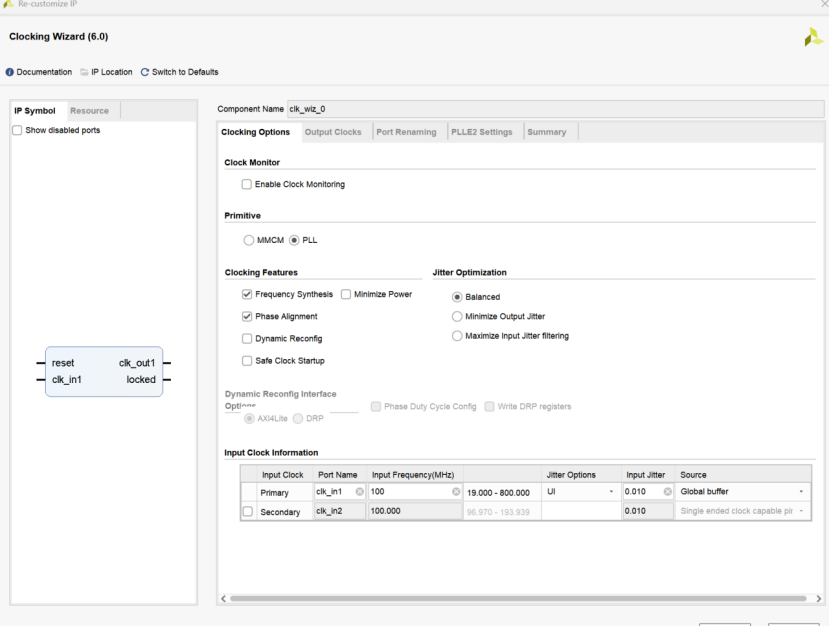 Re-customize IP
Clocking Wizard (6.0)
Documentation IP Location Switch to Defaults
IP Symbol Resource
Show disabled ports
reset clk_out1
clk_in1 locked
Component Name clk_wiz_0
Clocking Options Output Clocks Port Renaming PLLE2 Settings Summary
Clock Monitor
Enable Clock Monitoring
Primitive
MMCM PLL
Clocking Features Jitter Optimization
Frequency Synthesis Minimize Power Balanced
Phase Alignment Minimize Output Jitter
Dynamic Reconfig Maximize Input Jitter filtering
Safe Clock Startup
Dynamic Reconfig Interface
Options Phase Duty Cycle Config Write DRP registers
AXI4Lite DRP
Input Clock Information
Input Clock Port Name Input Frequency(MHz) Jitter Options Input Jitter Source
Primary clk_in1 100 19.000 - 800.000 UI 0.010 Global buffer
Secondary clk_in2 100.000 96.970 - 193.939 0.010 Single ended clock capable pin